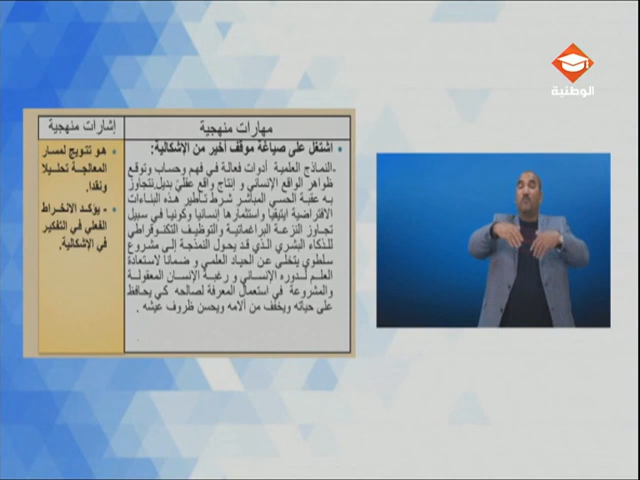 الوطنية
مهارات منهجية
إشارات منهجية
• اشتغل على صياغة موقف أخير من الإشكالية:
-النماذج العلمية أدوات فعالة في فهم وحساب وتوقع
ظواهر الواقع الإنساني و إنتاج واقع عقلي بديل نتجاوز
به عقبة الحسي المباشر شرط تأطير هذه البناءات
الافتراضية ايتيقيا واستثمارها إنسانيا وكونيا في سبيل
تجاوز النزعة البراغماتية والتوظيف التكنوقراطي
للذكاء البشري الذي قد يحول النمذجة إلى مشروع
سلطوي يتخلى عن الحياد العلمي و ضمانا لاستعادة
العلم لدوره الإنساني و رغبة الإنسان المعقولة
والمشروعة في استعمال المعرفة لصالحه كي يحافظ
على حياته ويخفف من آلامه ويحسن ظروف عيشه .
• هو تتويج لمسار
المعالجة تحليلا
ونقدا.
• - يؤكد الانخراط
الفعلي في التفكير
في الإشكالية.